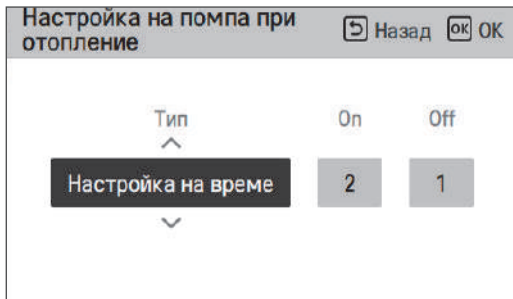 Настройка на помпа при
отопление
Назад OK OK
Тип On Off
Настройка на време 2 1